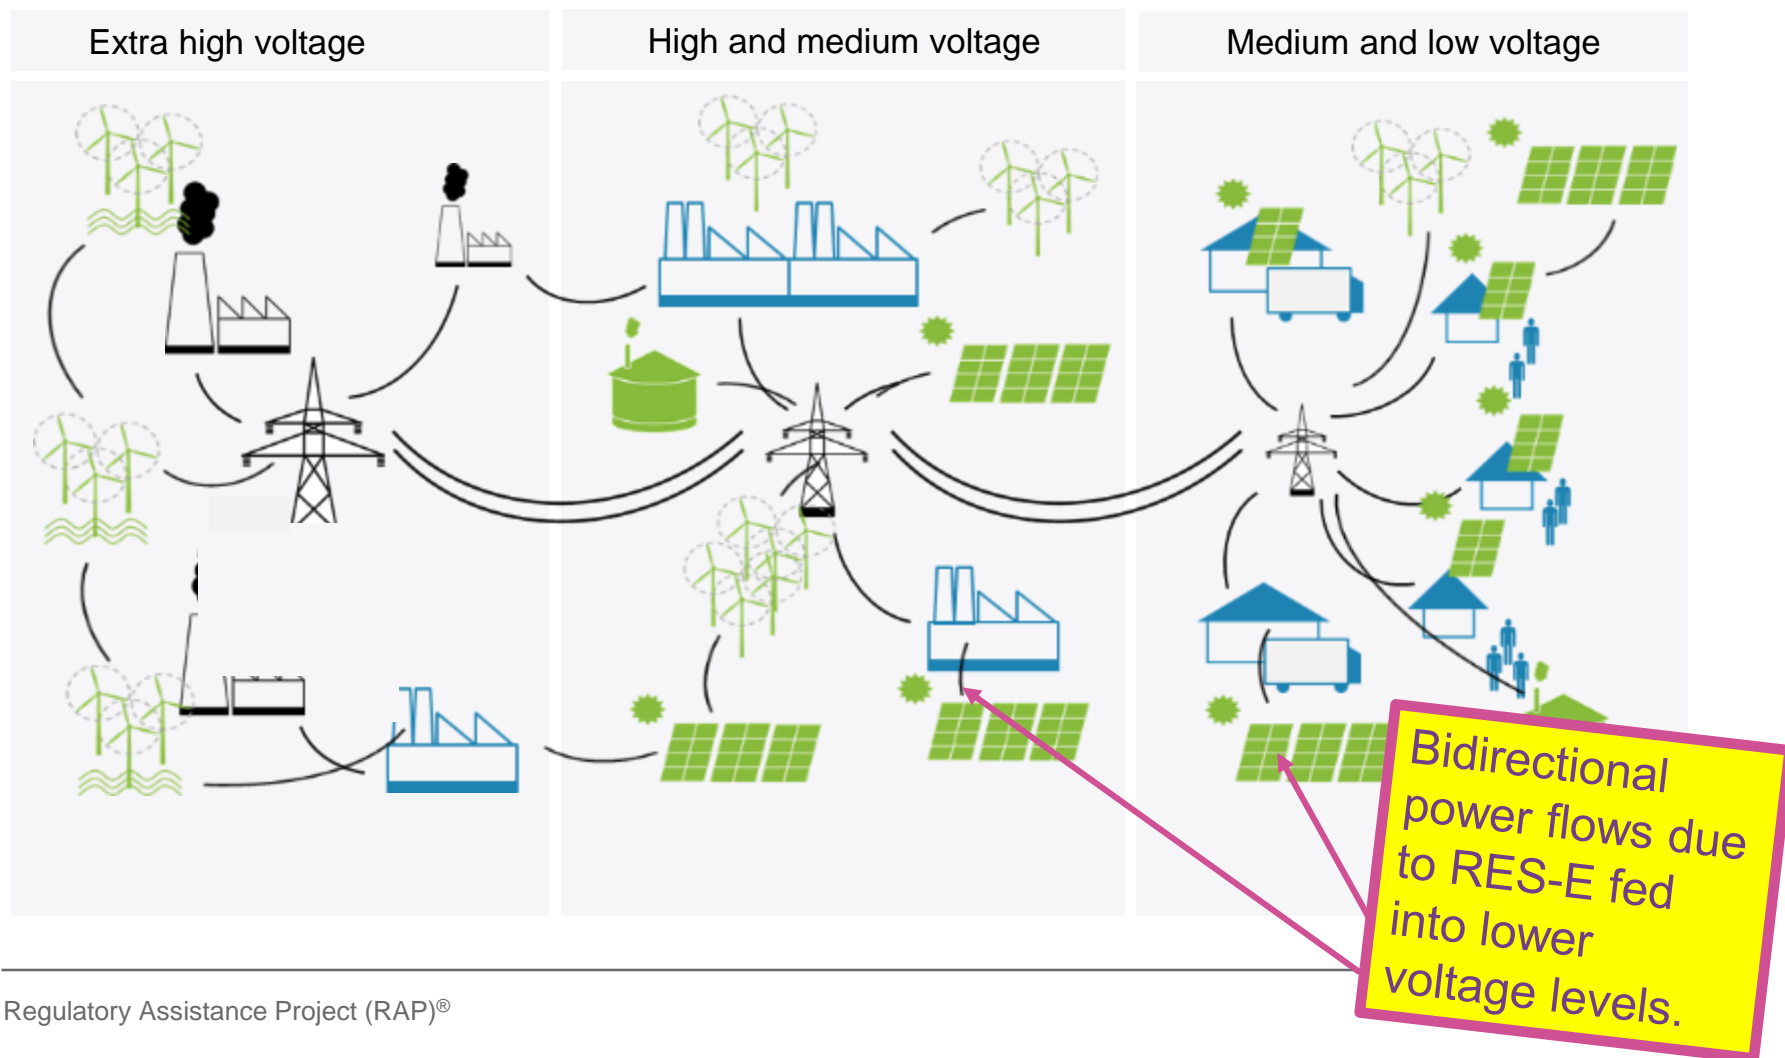 Extra high voltage
High and medium voltage
Medium and low voltage
Bidirectional
power flows due
to RES-E fed
into lower
voltage levels.
Regulatory Assistance Project (RAP)®